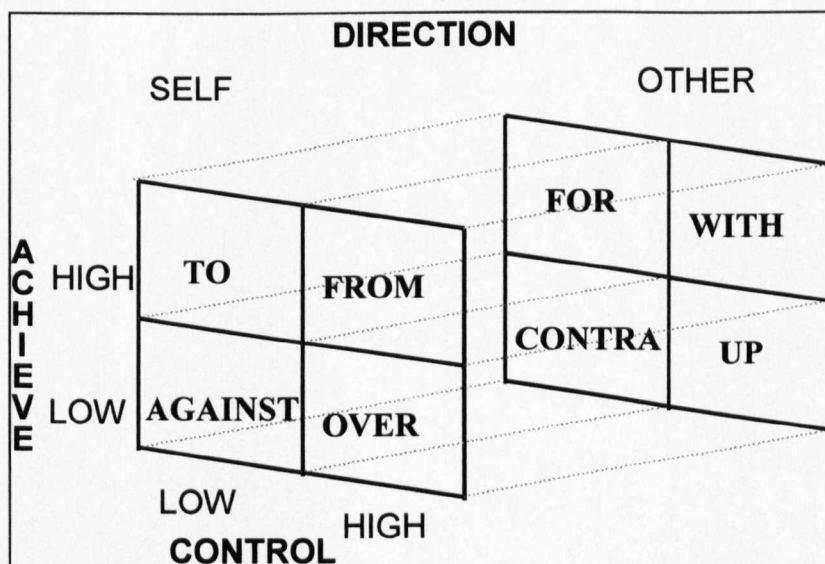 DIRECTION
SELF
OTHER
FOR
WITH
ACHIEVE
HIGH
TO
FROM
CONTRA
UP
LOW
AGAINST
OVER
LOW
HIGH
CONTROL